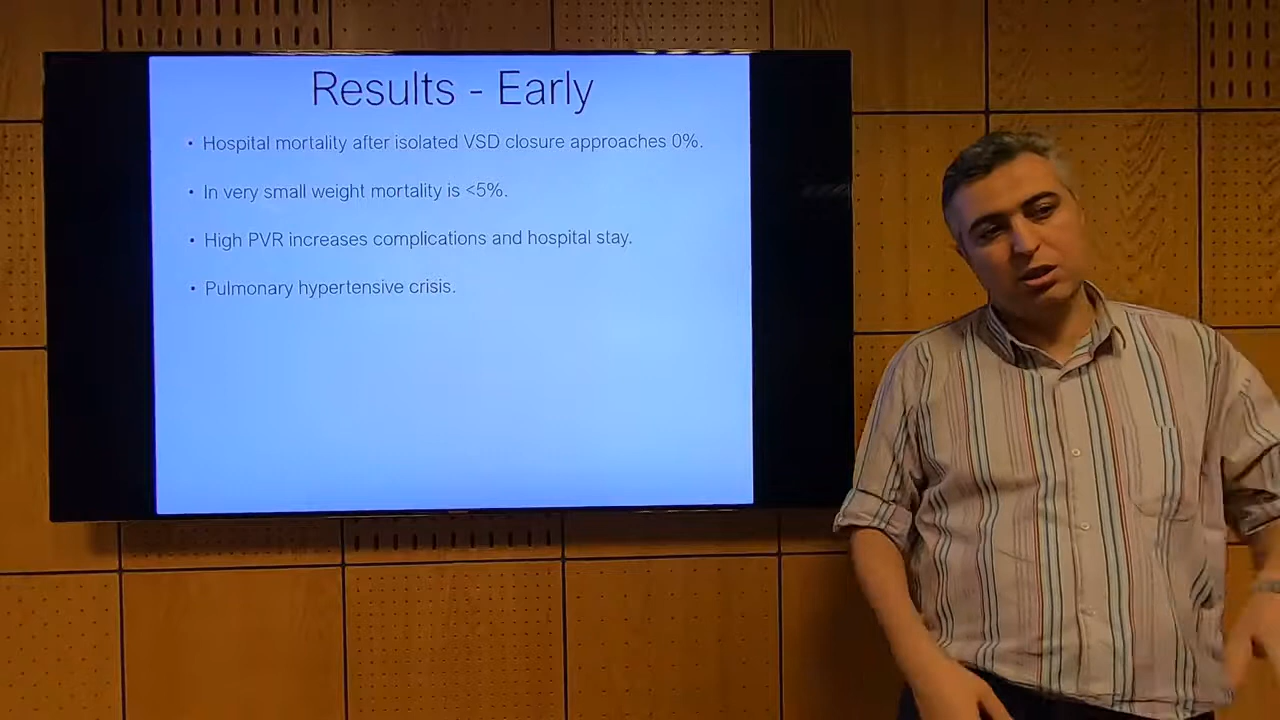 Results - Early
• Hospital mortality after isolated VSD closure approaches 0%.
• In very small weight mortality is <5%.
• High PVR increases complications and hospital stay.
• Pulmonary hypertensive crisis.